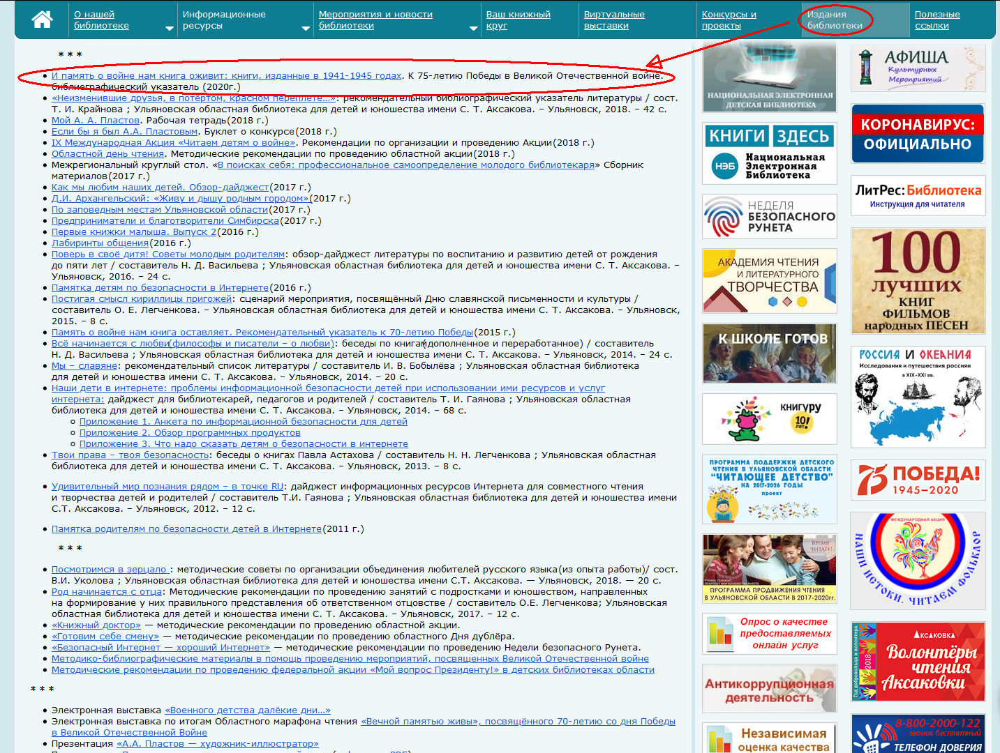 О нашей
библиотеке
Информационные
ресурсы
Мероприятия и новости
библиотеки
Ваш книжный
круг
Виртуальные
выставки
Конкурсы и
проекты
Издания
библиотеки
Полезные
ссылки
* * *
И память о войне нам книга оживит: книги, изданные в 1941-1945 годах. К 75-летию Победы в Великой Отечественной войне.
библиографический указатель (2020г.)
«Неизменившие друзья, в потёртом, красном переплете...»: рекомендательный библиографический указатель литературы / сост.
Т. И. Крайнова ; Ульяновская областная библиотека для детей и юношества имени С. Т. Аксакова. – Ульяновск, 2018. – 42 с.
Мой А. А. Пластов. Рабочая тетрадь(2018 г.)
Если бы я был А.А. Пластовым. Буклет о конкурсе(2018 г.)
IX Международная Акция «Читаем детям о войне». Рекомендации по организации и проведению Акции(2018 г.)
Областной день чтения. Методические рекомендации по проведению областной акции(2018 г.)
Межрегиональный круглый стол. «В поисках себя: профессиональное самоопределение молодого библиотекаря» Сборник
материалов(2017 г.)
Как мы любим наших детей. Обзор-дайджест(2017 г.)
Д.И. Архангельский: «Живу и дышу родным городом»(2017 г.)
По заповедным местам Ульяновской области(2017 г.)
Предприниматели и благотворители Симбирска(2017 г.)
Первые книжки малыша. Выпуск 2(2016 г.)
Лабиринты общения(2016 г.)
Поверь в своё дитя! Советы молодым родителям: обзор-дайджест литературы по воспитанию и развитию детей от рождения
до пяти лет / составитель Н. Д. Васильева ; Ульяновская областная библиотека для детей и юношества имени С. Т. Аксакова. –
Ульяновск, 2016. – 24 с.
Памятка детям по безопасности в Интернете(2016 г.)
Постигая смысл кириллицы пригожей: сценарий мероприятия, посвящённый Дню славянской письменности и культуры /
составитель О. Е. Легченкова. – Ульяновская областная библиотека для детей и юношества имени С. Т. Аксакова. – Ульяновск,
2015. – 8 с.
Память о войне нам книга оставляет. Рекомендательный указатель к 70-летию Победы(2015 г.)
Всё начинается с любви(философы и писатели – о любви): беседы по книгам(дополненное и переработанное) / составитель
Н. Д. Васильева ; Ульяновская областная библиотека для детей и юношества имени С. Т. Аксакова. – Ульяновск, 2014. – 24 с.
Мы – славяне: рекомендательный список литературы / составитель И. В. Бобылёва ; Ульяновская областная библиотека
для детей и юношества имени С. Т. Аксакова. – Ульяновск, 2014. – 20 с.
Наши дети в интернете: проблемы информационной безопасности детей при использовании ими ресурсов и услуг
интернета: дайджест для библиотекарей, педагогов и родителей / составитель Т. И. Гаянова ; Ульяновская областная
библиотека для детей и юношества имени С. Т. Аксакова. – Ульяновск, 2014. – 68 с.
Приложение 1. Анкета по информационной безопасности для детей
Приложение 2. Обзор программных продуктов
Приложение 3. Что надо сказать детям о безопасности в интернете
Твои права – твоя безопасность: беседы о книгах Павла Астахова / составитель Н. Н. Легченкова ; Ульяновская областная
библиотека для детей и юношества имени С. Т. Аксакова. – Ульяновск, 2013. – 8 с.
Удивительный мир познания рядом – в точке RU: дайджест информационных ресурсов Интернета для совместного чтения
и творчества детей и родителей / составитель Т.И. Гаянова ; Ульяновская областная библиотека для детей и юношества имени
С.Т. Аксакова. – Ульяновск, 2012. – 12 с.
Памятка родителям по безопасности детей в Интернете(2011 г.)
* * *
Посмотримся в зерцало : методические советы по организации объединения любителей русского языка(из опыта работы)/ сост.
В.И. Уколова ; Ульяновская областная библиотека для детей и юношества имени С.Т. Аксакова. — Ульяновск, 2018. — 20 с.
Род начинается с отца: Методические рекомендации по проведению занятий с подростками и юношеством, направленных
на формирование у них правильного представления об ответственном отцовстве / составитель О.Е. Легченкова; Ульяновская
областная библиотека для детей и юношества имени С. Т. Аксакова. – Ульяновск, 2017. – 12 с.
«Книжный доктор» — методические рекомендации по проведению областной акции.
«Готовим себе смену» — методические рекомендации по проведению областного Дня дублёра.
«Безопасный Интернет — хороший Интернет» — методические рекомендации по проведению Недели безопасного Рунета.
Методико-библиографические материалы в помощь проведению мероприятий, посвященных Великой Отечественной войне
Методические рекомендации по проведению федеральной акции «Мой вопрос Президенту!» в детских библиотеках области
* * *
Электронная выставка «Военного детства далёкие дни...»
Электронная выставка по итогам Областного марафона чтения «Вечной памятью живы», посвящённого 70-летию со дня Победы
в Великой Отечественной Войне
Презентация «А.А. Пластов — художник-иллюстратор»
НАЦИОНАЛЬНАЯ ЭЛЕКТРОННАЯ
ДЕТСКАЯ БИБЛИОТЕКА
КНИГИ ЗДЕСЬ
НЭБ
Национальная
Электронная
Библиотека
НЕДЕЛЯ
БЕЗОПАСНОГО
РУНЕТА
АКАДЕМИЯ ЧТЕНИЯ
И ЛИТЕРАТУРНОГО
ТВОРЧЕСТВА
К ШКОЛЕ ГОТОВ
КНИГУРУ
10 лет!
ПРОГРАММА ПОДДЕРЖКИ ДЕТСКОГО
ЧТЕНИЯ В УЛЬЯНОВСКОЙ ОБЛАСТИ
"ЧИТАЮЩЕЕ ДЕТСТВО"
НА 2017-2026 ГОДЫ
проект
ВРЕМЯ
ЧИТАТЬ!
ПРОГРАММА ПРОДВИЖЕНИЯ ЧТЕНИЯ
В УЛЬЯНОВСКОЙ ОБЛАСТИ В 2017-2020гг.
Опрос о качестве
предоставляемых
онлайн услуг
Антикоррупционная
деятельность
Независимая
оценка качества
АФИША
Культурных
Мероприятий
КОРОНАВИРУС:
ОФИЦИАЛЬНО
ЛитРес:Библиотека
Инструкция для читателя
100
лучших
КНИГ
ФИЛЬМОВ
народных ПЕСЕН
РОССИЯ И ОКЕАНИЯ
Исследования и путешествия россиян
в XIX-XXI вв.
75 ПОБЕДА!
1945–2020
МЕЖДУНАРОДНАЯ АКЦИЯ
НАШИ ИСТОКИ. ЧИТАЕМ ФОЛЬКЛОР
Год добровольца и волонтера
2018
АКСАКОВКА
Волонтёры
чтения
Аксаковки
8-800-2000-122
звонок бесплатный
ТЕЛЕФОН ДОВЕРИЯ